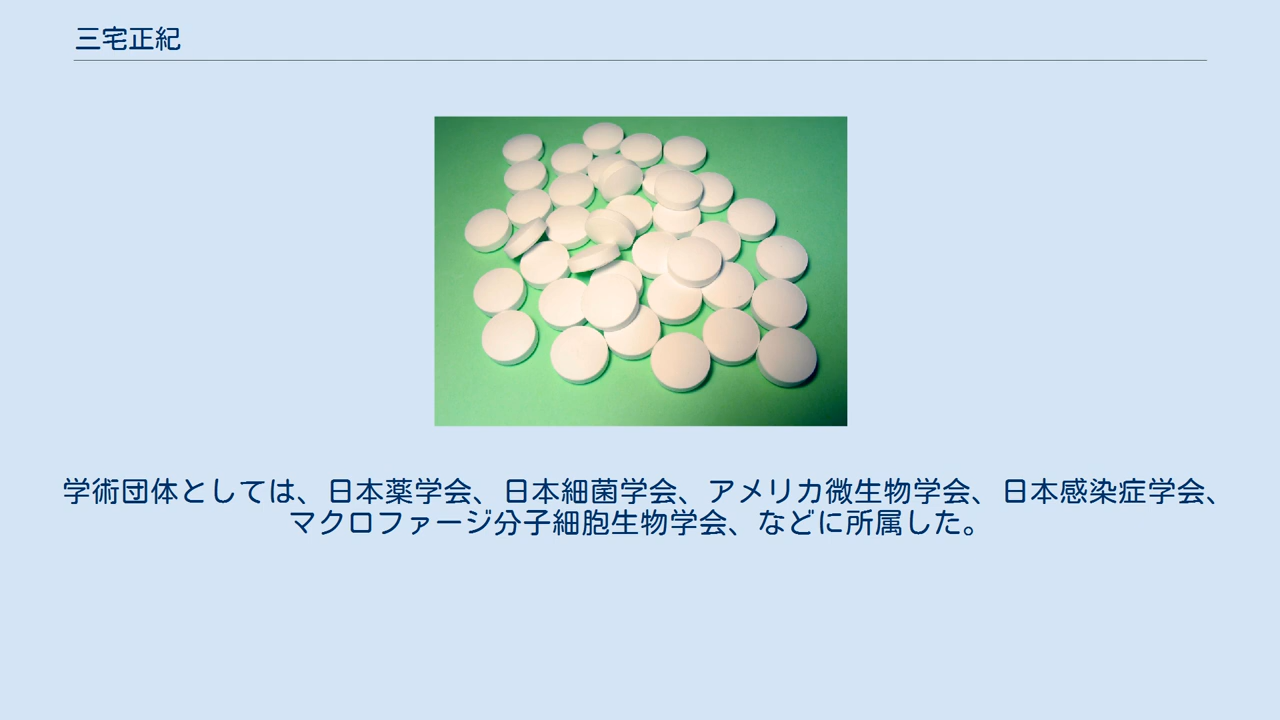 三宅正紀
学術団体としては、日本薬学会、日本細菌学会、アメリカ微生物学会、日本感染症学会、
マクロファージ分子細胞生物学会、などに所属した。